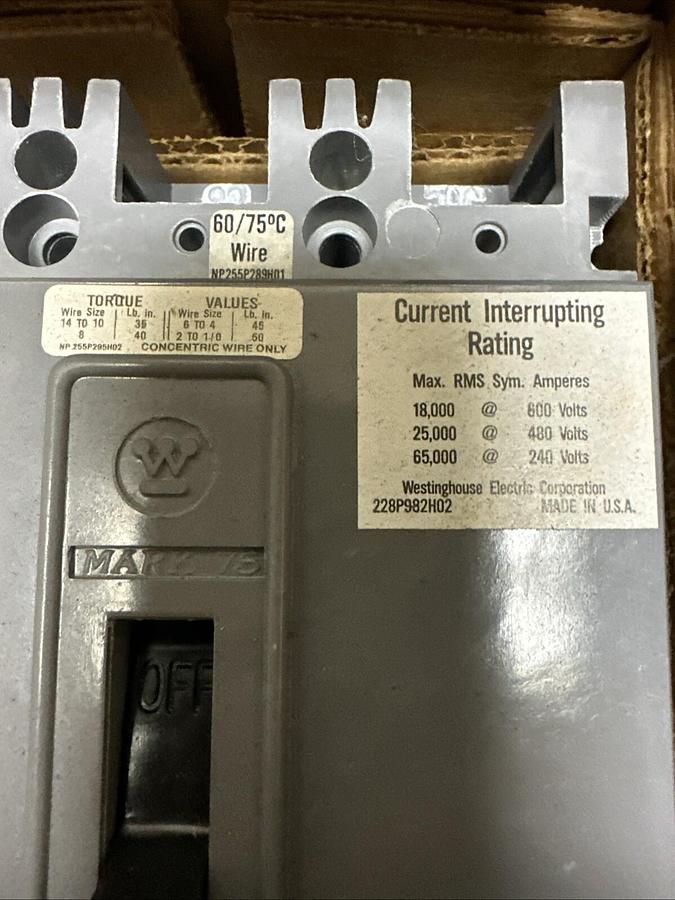 60/75ºC
Wire
NP255P289H01
TORQUE VALUES
Wire Size Lb. in. Wire Size Lb. in.
14 TO 10 35 6 TO 4 45
8 40 2 TO 1/0 50
NP 255P295H02 CONCENTRIC WIRE ONLY
Current Interrupting
Rating
Max. RMS Sym. Amperes
18,000 @ 600 Volts
25,000 @ 480 Volts
65,000 @ 240 Volts
Westinghouse Electric Corporation
228P982H02 MADE IN U.S.A.
W
MARK 75
OFF